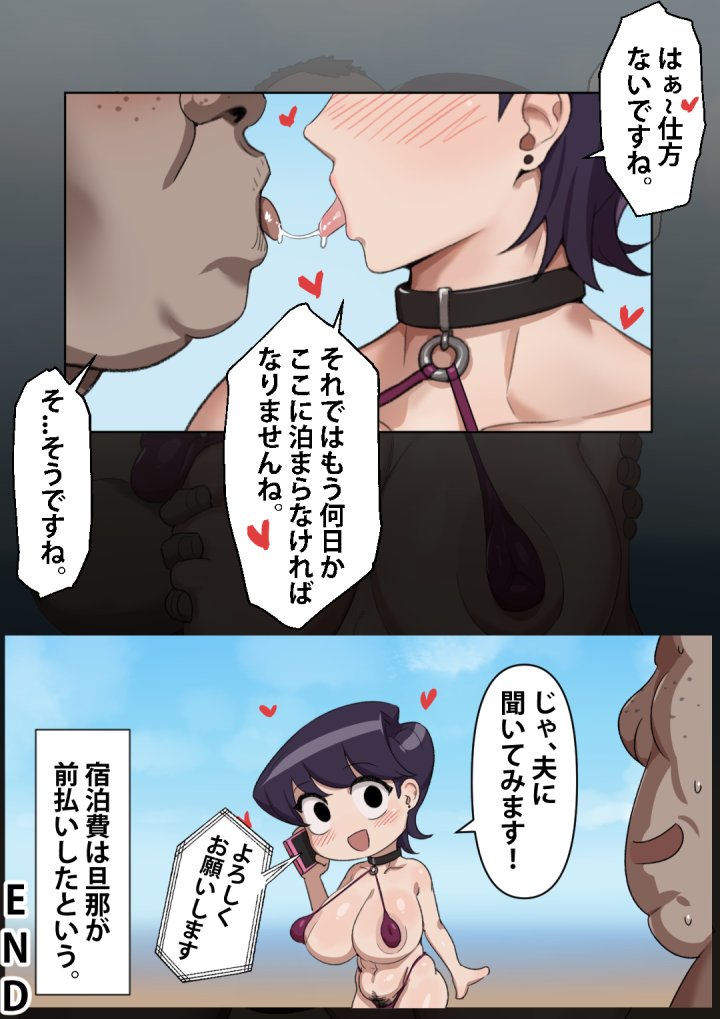 はぁ~仕方
ないですね。
それではもう何日か
ここに泊まらなければ
なりませんね。
そ…そうですね。
じゃ、夫に
聞いてみます！
よろしく
お願いします
宿泊費は旦那が
前払いしたという。
END